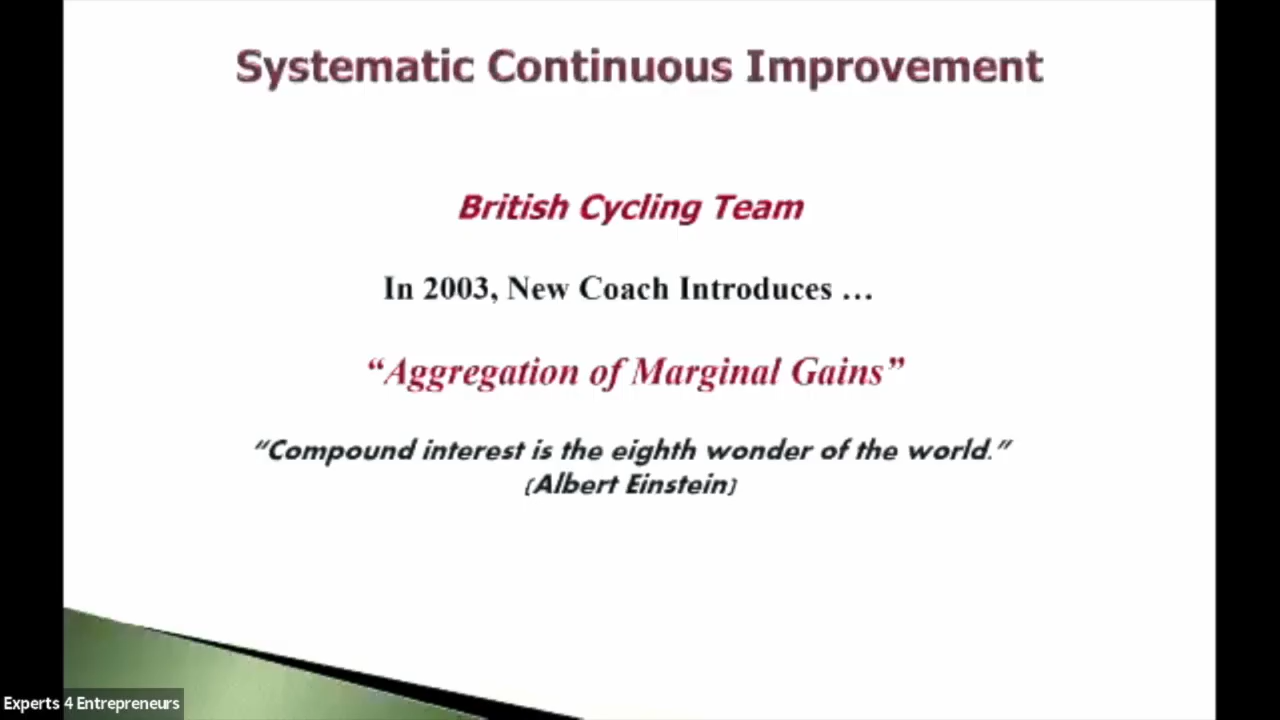 Systematic Continuous Improvement
British Cycling Team
In 2003, New Coach Introduces …
“Aggregation of Marginal Gains”
“Compound interest is the eighth wonder of the world.”
(Albert Einstein)
Experts 4 Entrepreneurs